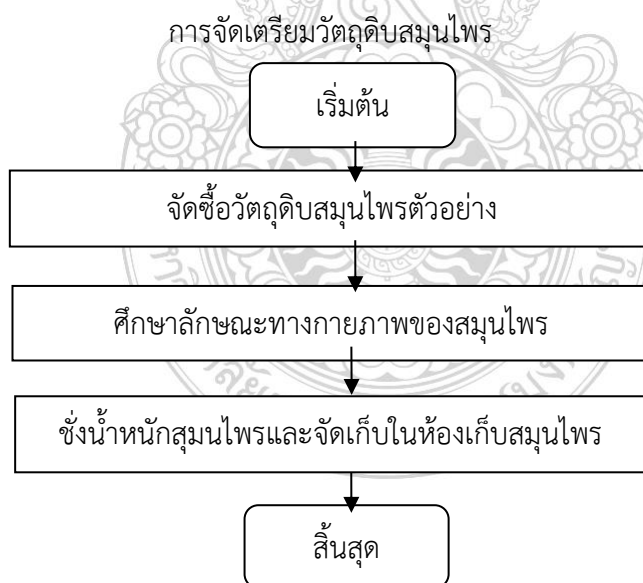 การจัดเตรียมวัตถุดิบสมุนไพร
เริ่มต้น
จัดซื้อวัตถุดิบสมุนไพรตัวอย่าง
ศึกษาลักษณะทางกายภาพของสมุนไพร
ชั่งน้ำหนักสุมนไพรและจัดเก็บในห้องเก็บสมุนไพร
สิ้นสุด